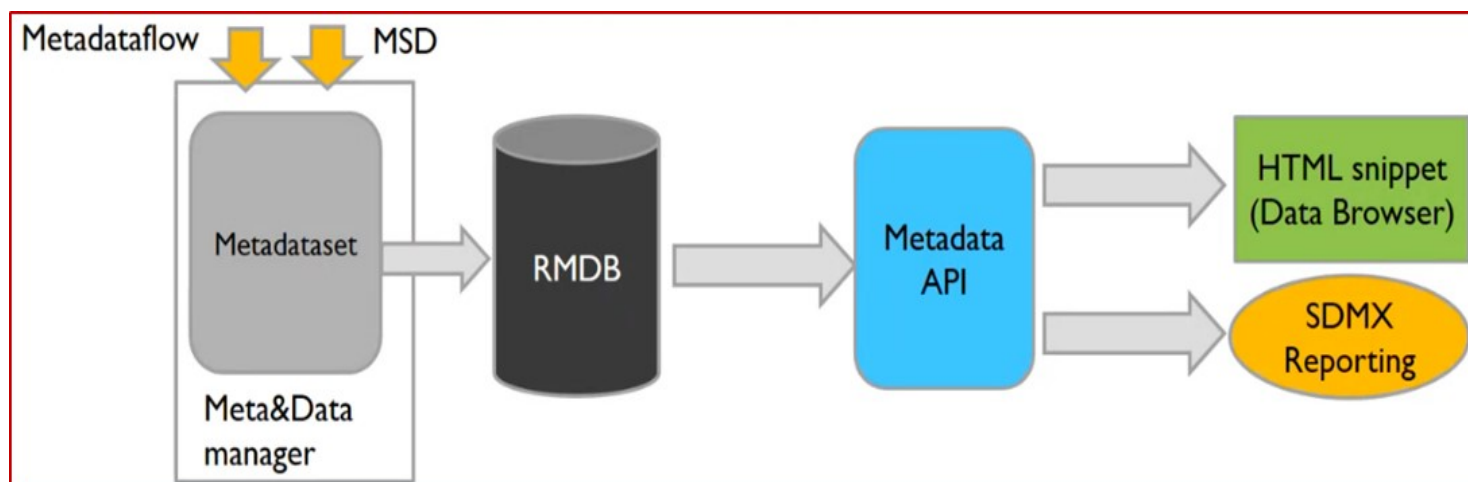 Metadataflow
MSD
Metadataset
Meta&Data
manager
RMDB
Metadata
API
HTML snippet
(Data Browser)
SDMX
Reporting